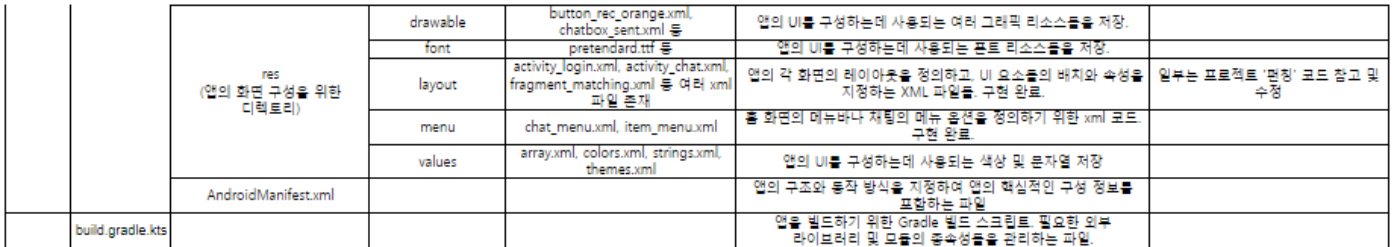 drawable
button_rec_orange.xml,
chatbox_sent.xml 등
앱의 UI를 구성하는데 사용되는 여러 그래픽 리소스들을 저장.
font
pretendard.ttf 등
앱의 UI를 구성하는데 사용되는 폰트 리소스들을 저장.
res
(앱의 화면 구성을 위한
디렉토리)
layout
activity_login.xml, activity_chat.xml,
fragment_matching.xml 등 여러 xml
파일 존재
앱의 각 화면의 레이아웃을 정의하고, UI 요소들의 배치와 속성을
지정하는 XML 파일들. 구현 완료.
일부는 프로젝트 '펀칭' 코드 참고 및
수정
menu
chat_menu.xml, item_menu.xml
홈 화면의 메뉴바나 채팅의 메뉴 옵션을 정의하기 위한 xml 코드.
구현 완료.
values
array.xml, colors.xml, strings.xml,
themes.xml
앱의 UI를 구성하는데 사용되는 색상 및 문자열 저장
AndroidManifest.xml
앱의 구조와 동작 방식을 지정하여 앱의 핵심적인 구성 정보를
포함하는 파일
build.gradle.kts
앱을 빌드하기 위한 Gradle 빌드 스크립트. 필요한 외부
라이브러리 및 모듈의 종속성들을 관리하는 파일.